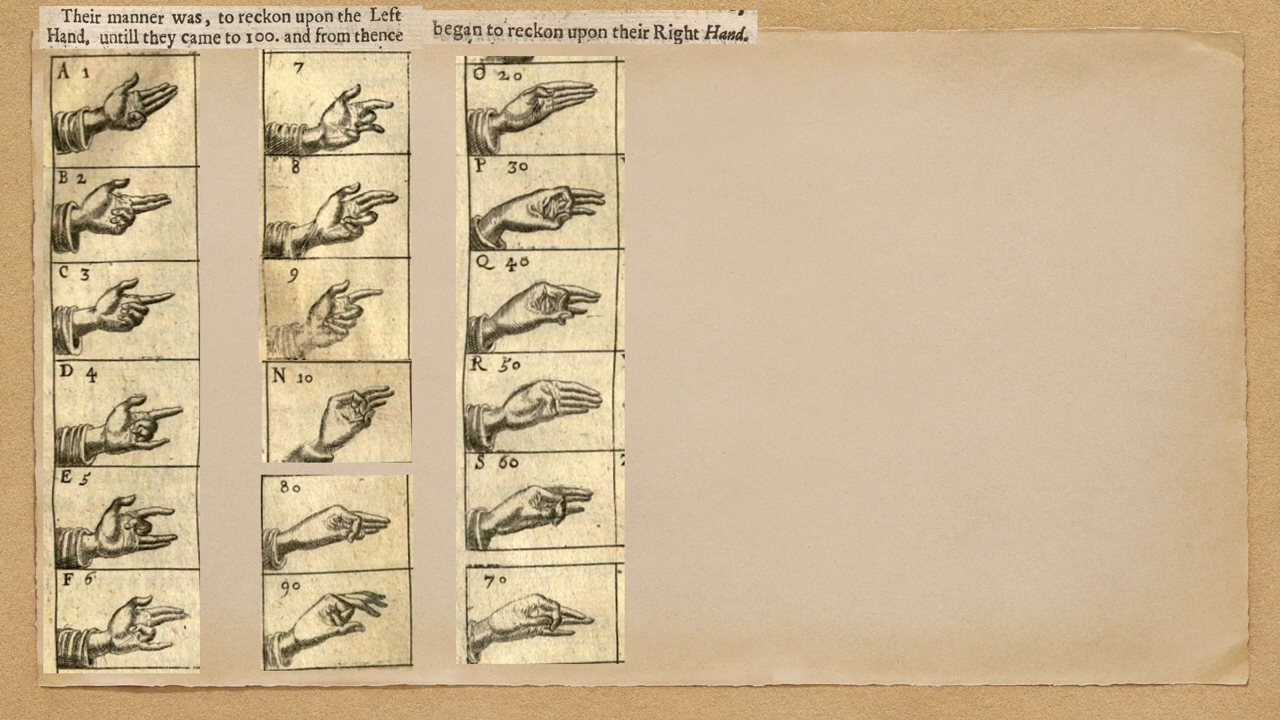 Their manner was, to reckon upon the Left
Hand, untill they came to 100. and from thence
began to reckon upon their Right Hand.
A 1
B 2
C 3
D 4
E 5
F 6
7
8
9
N 10
80
90
O 20
P 30
Q 40
R 50
S 60
70